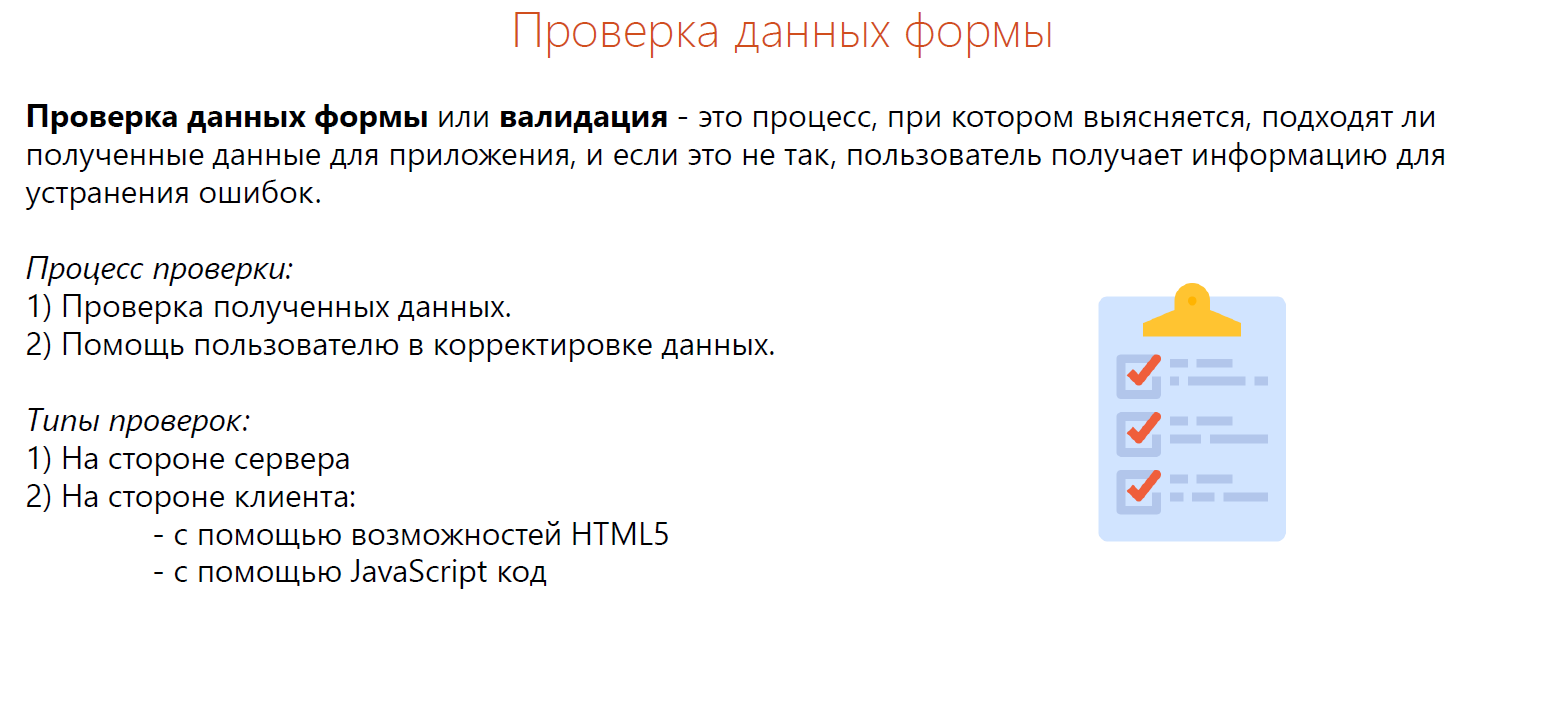 Проверка данных формы
Проверка данных формы или валидация - это процесс, при котором выясняется, подходят ли
полученные данные для приложения, и если это не так, пользователь получает информацию для
устранения ошибок.
Процесс проверки:
1) Проверка полученных данных.
2) Помощь пользователю в корректировке данных.
Типы проверок:
1) На стороне сервера
2) На стороне клиента:
- с помощью возможностей HTML5
- с помощью JavaScript код